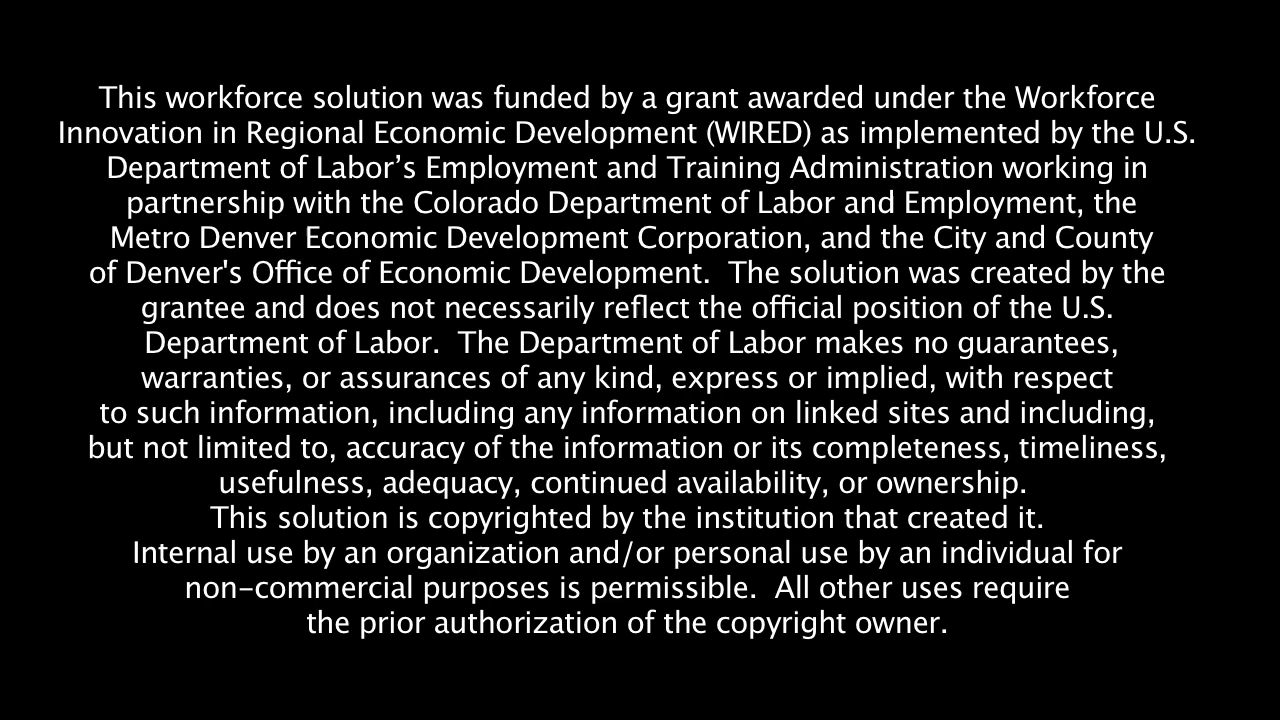 This workforce solution was funded by a grant awarded under the Workforce
Innovation in Regional Economic Development (WIRED) as implemented by the U.S.
Department of Labor’s Employment and Training Administration working in
partnership with the Colorado Department of Labor and Employment, the
Metro Denver Economic Development Corporation, and the City and County
of Denver's Office of Economic Development.  The solution was created by the
grantee and does not necessarily reflect the official position of the U.S.
Department of Labor.  The Department of Labor makes no guarantees,
warranties, or assurances of any kind, express or implied, with respect
to such information, including any information on linked sites and including,
but not limited to, accuracy of the information or its completeness, timeliness,
usefulness, adequacy, continued availability, or ownership.
This solution is copyrighted by the institution that created it.
Internal use by an organization and/or personal use by an individual for
non-commercial purposes is permissible.  All other uses require
the prior authorization of the copyright owner.